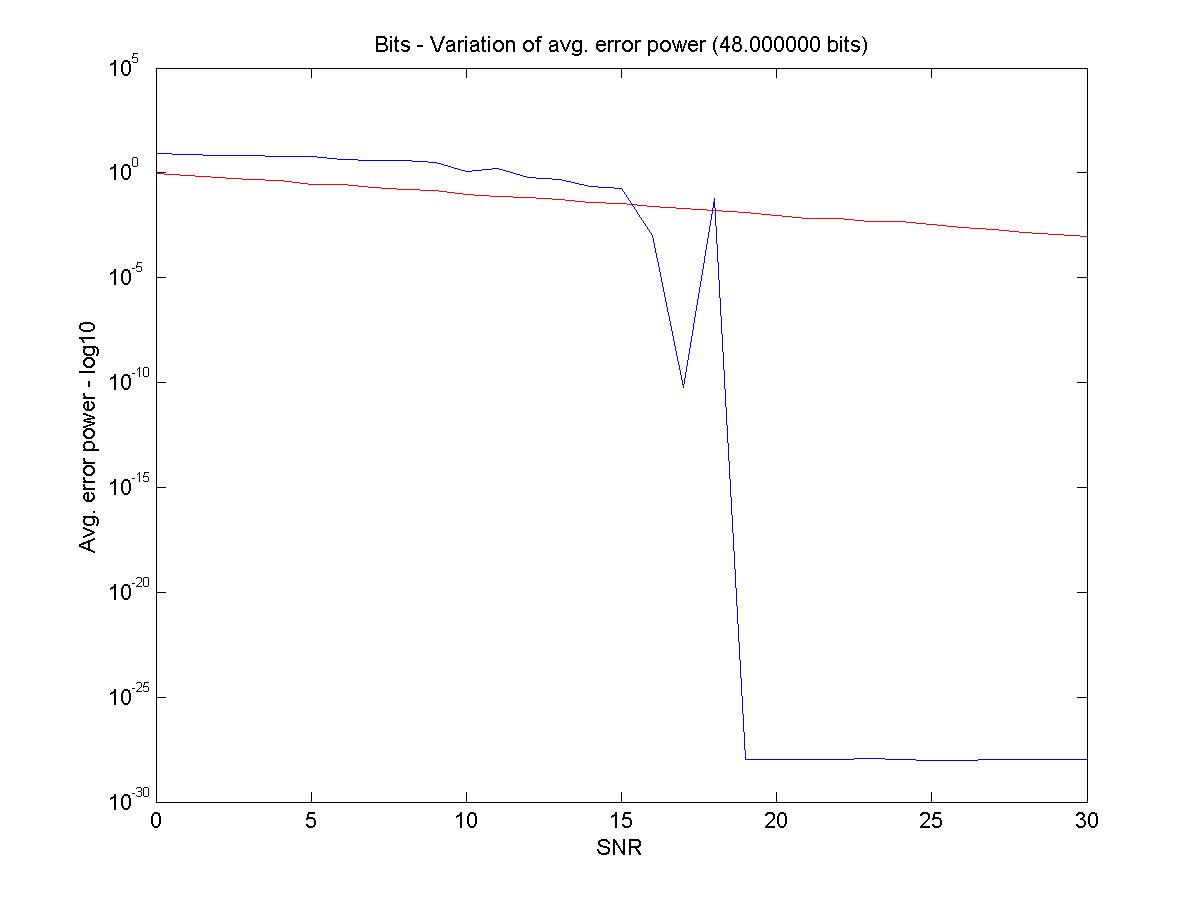 Bits - Variation of avg. error power (48.000000 bits)
10^5
10^0
10^-5
10^-10
10^-15
10^-20
10^-25
10^-30
Avg. error power - log10
0 5 10 15 20 25 30
SNR